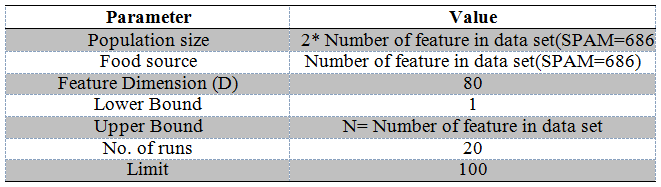 Parameter Value
Population size 2* Number of feature in data set(SPAM=686
Food source Number of feature in data set(SPAM=686)
Feature Dimension (D) 80
Lower Bound 1
Upper Bound N= Number of feature in data set
No. of runs 20
Limit 100